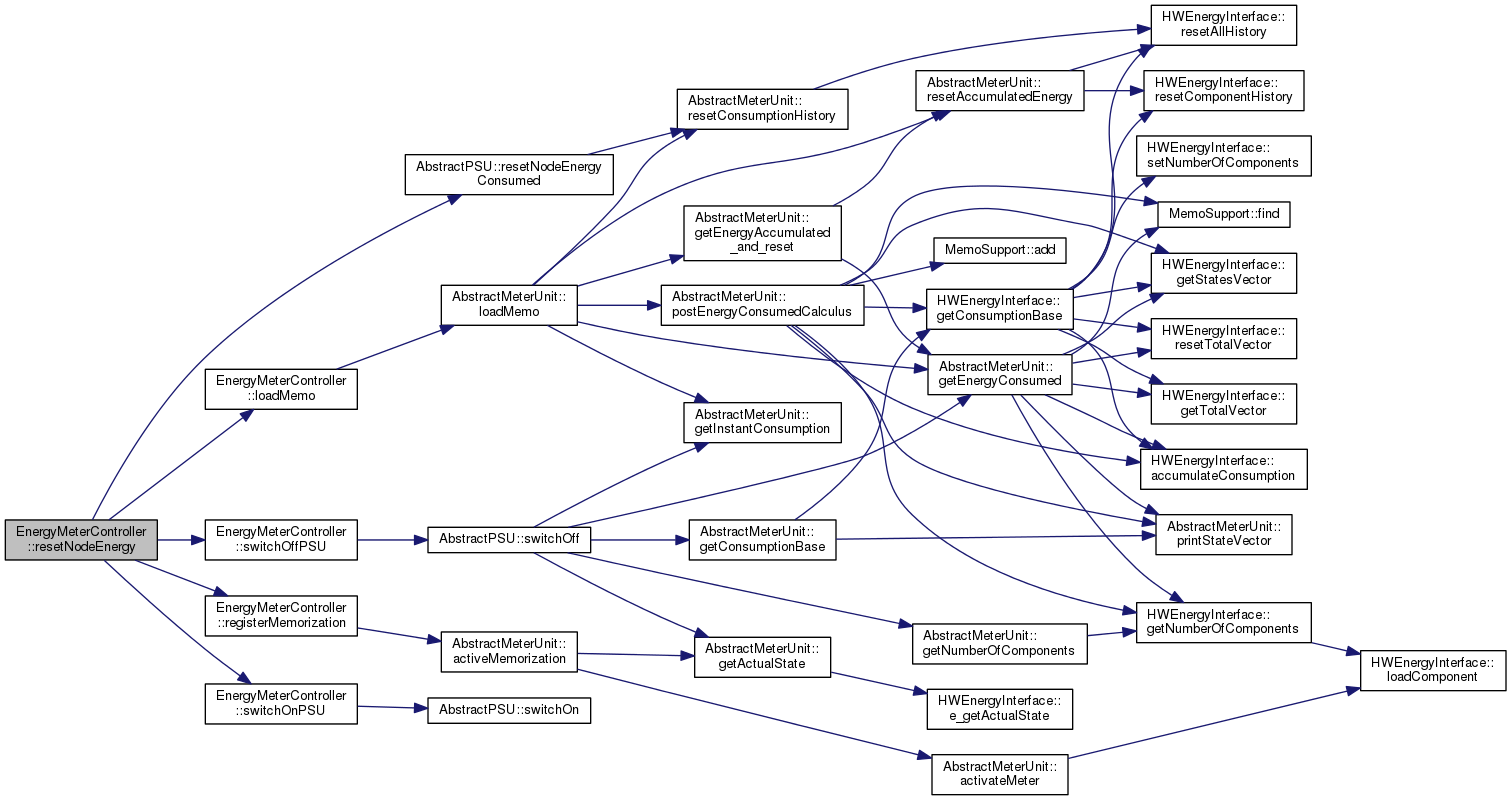 EnergyMeterController
::resetNodeEnergy
AbstractPSU::resetNodeEnergy
Consumed
EnergyMeterController
::loadMemo
EnergyMeterController
::switchOffPSU
EnergyMeterController
::registerMemorization
EnergyMeterController
::switchOnPSU
AbstractMeterUnit::
loadMemo
AbstractPSU::switchOff
AbstractMeterUnit::
activeMemorization
AbstractPSU::switchOn
AbstractMeterUnit::
resetConsumptionHistory
AbstractMeterUnit::
getEnergyAccumulated
_and_reset
AbstractMeterUnit::
postEnergyConsumedCalculus
AbstractMeterUnit::
getInstantConsumption
AbstractMeterUnit::
getConsumptionBase
AbstractMeterUnit::
getActualState
AbstractMeterUnit::
resetAccumulatedEnergy
MemoSupport::add
HWEnergyInterface::
getConsumptionBase
AbstractMeterUnit::
getEnergyConsumed
AbstractMeterUnit::
getNumberOfComponents
HWEnergyInterface::
e_getActualState
AbstractMeterUnit::
activateMeter
HWEnergyInterface::
resetAllHistory
HWEnergyInterface::
resetComponentHistory
HWEnergyInterface::
setNumberOfComponents
MemoSupport::find
HWEnergyInterface::
getStatesVector
HWEnergyInterface::
resetTotalVector
HWEnergyInterface::
getTotalVector
HWEnergyInterface::
accumulateConsumption
AbstractMeterUnit::
printStateVector
HWEnergyInterface::
getNumberOfComponents
HWEnergyInterface::
loadComponent